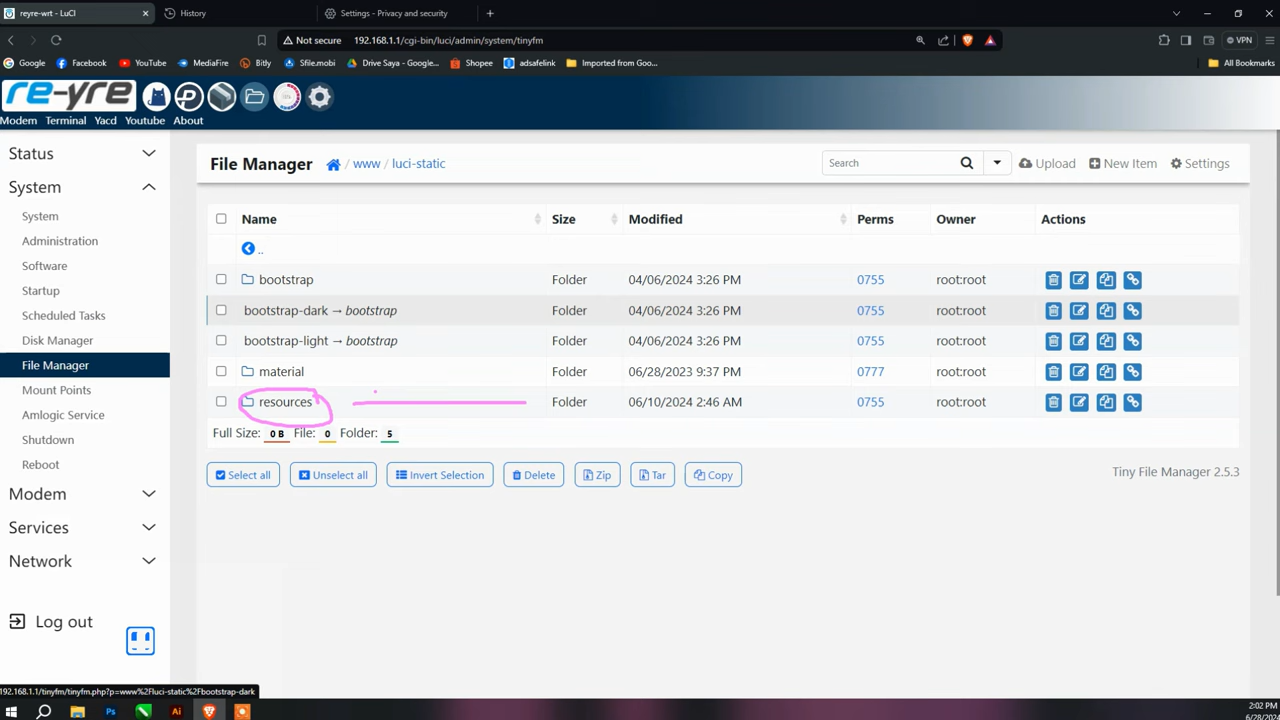 reyre-wrt - LuCI
History
Settings - Privacy and security
Not secure 192.168.1.1/cgi-bin/luci/admin/system/tinyfm
VPN
Google Facebook YouTube MediaFire Bitly Sfile.mobi Drive Saya - Google... Shopee adsafelink Imported from Goo... All Bookmarks
re-yre
Modem Terminal Yacd Youtube About
Status
System
System
Administration
Software
Startup
Scheduled Tasks
Disk Manager
File Manager
Mount Points
Amlogic Service
Shutdown
Reboot
Modem
Services
Network
Log out
File Manager / www / luci-static
Search
Upload New Item Settings
Name Size Modified Perms Owner Actions
..
bootstrap Folder 04/06/2024 3:26 PM 0755 root:root
bootstrap-dark → bootstrap Folder 04/06/2024 3:26 PM 0755 root:root
bootstrap-light → bootstrap Folder 04/06/2024 3:26 PM 0755 root:root
material Folder 06/28/2023 9:37 PM 0777 root:root
resources Folder 06/10/2024 2:46 AM 0755 root:root
Full Size: 0 B File: 0 Folder: 5
Select all Unselect all Invert Selection Delete Zip Tar Copy
Tiny File Manager 2.5.3
192.168.1.1/tinyfm/tinyfm.php?p=www%2Fluci-static%2Fbootstrap-dark
Ps
Ai
2:02 PM